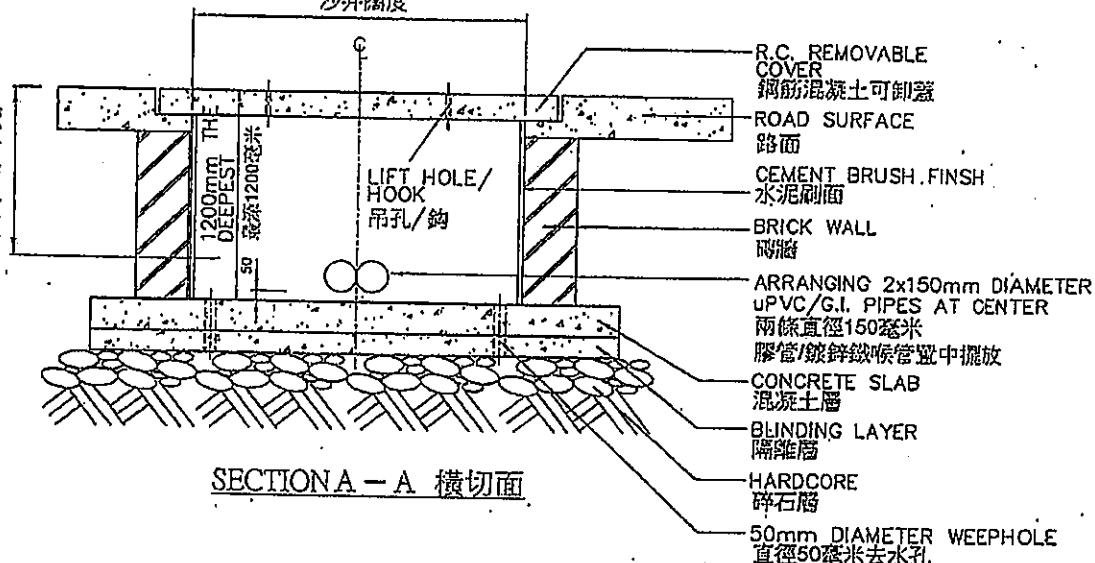 沙井闊度
R.C. REMOVABLE
COVER
鋼筋混凝土可卸蓋
ROAD SURFACE
路面
CEMENT BRUSH.FINSH
水泥刷面
BRICK WALL
磚牆
ARRANGING 2x150mm DIAMETER
uPVC/G.I. PIPES AT CENTER
兩條直徑150毫米
膠管/鍍鋅鐵喉管置中擺放
CONCRETE SLAB
混凝土層
BLINDING LAYER
隔離層
HARDCORE
碎石層
50mm DIAMETER WEEPHOLE
直徑50毫米去水孔
LIFT HOLE/
HOOK
吊孔/鈎
1200mm TH
DEEPEST
最深1200毫米
50
SECTION A - A 橫切面